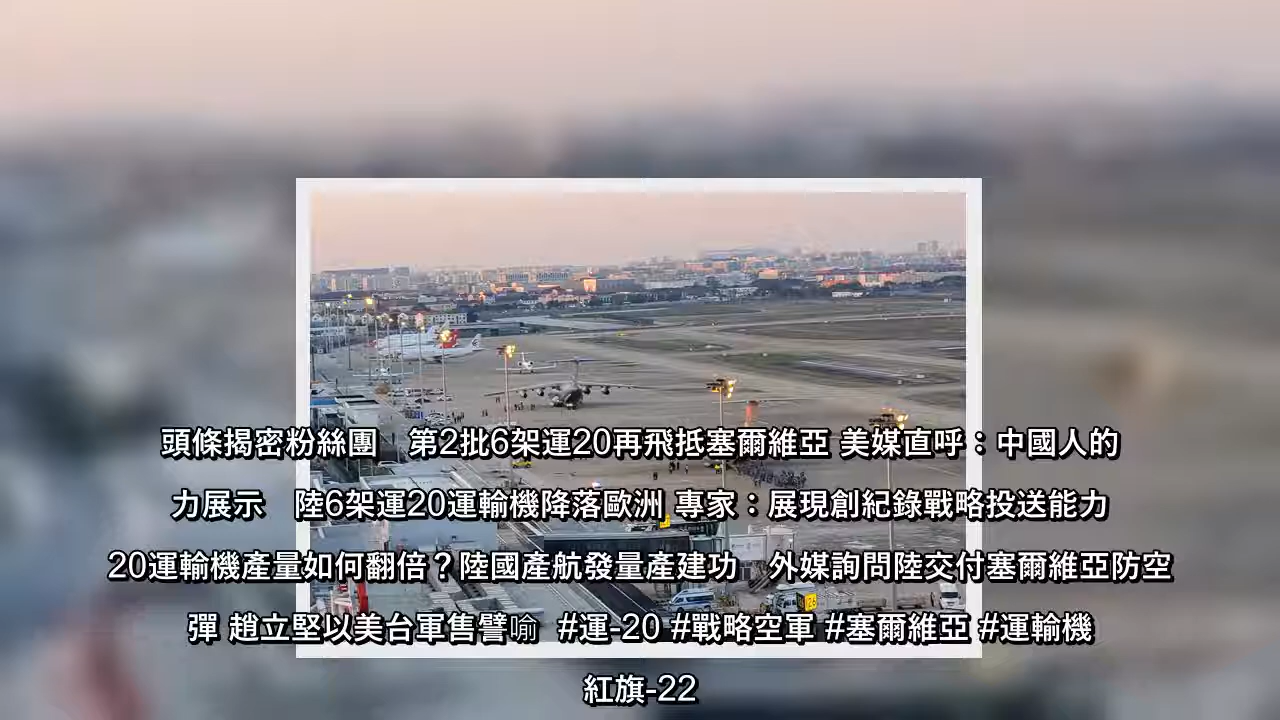 頭條揭密粉絲團　第2批6架運20再飛抵塞爾維亞 美媒直呼：中國人的
力展示　陸6架運20運輸機降落歐洲 專家：展現創紀錄戰略投送能力
20運輸機產量如何翻倍？陸國產航發量產建功　外媒詢問陸交付塞爾維亞防空
彈 趙立堅以美台軍售譬喻 #運-20 #戰略空軍 #塞爾維亞 #運輸機
紅旗-22